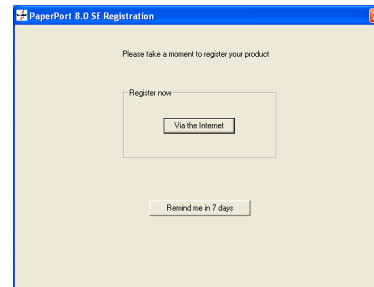 PaperPort 8.0 SE Registration
Please take a moment to register your product
Register now
Via the Internet
Remind me in 7 days